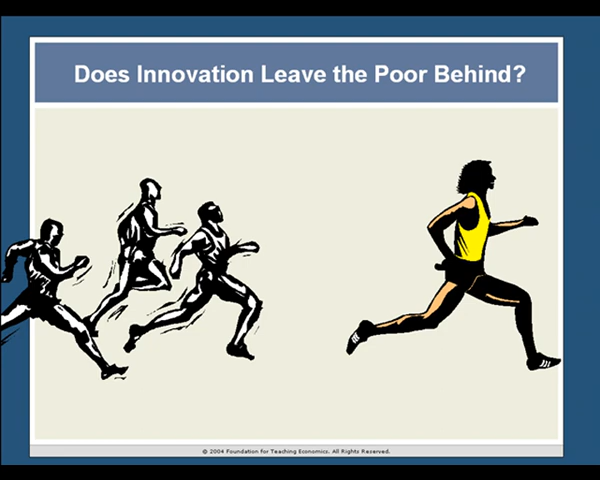 Does Innovation Leave the Poor Behind?
© 2004 Foundation for Teaching Economics. All Rights Reserved.